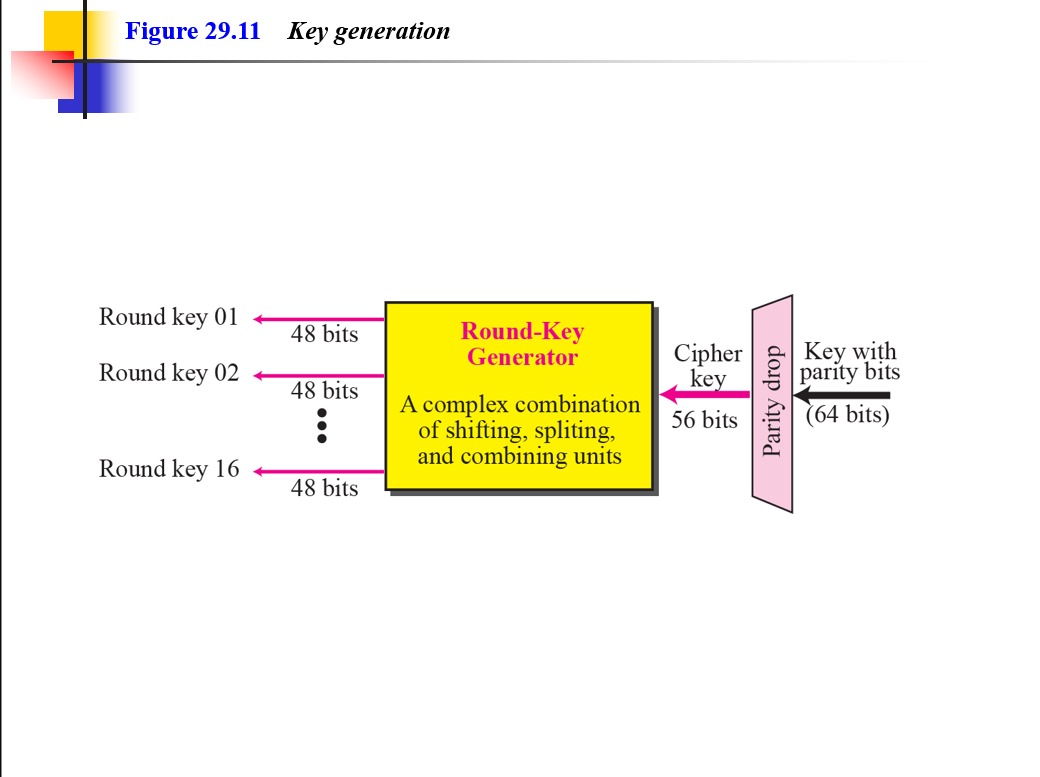 Figure 29.11 Key generation
Round key 01
48 bits
Round key 02
48 bits
Round key 16
48 bits
Round-Key
Generator
A complex combination
of shifting, spliting,
and combining units
Cipher
key
56 bits
Parity drop
Key with
parity bits
(64 bits)